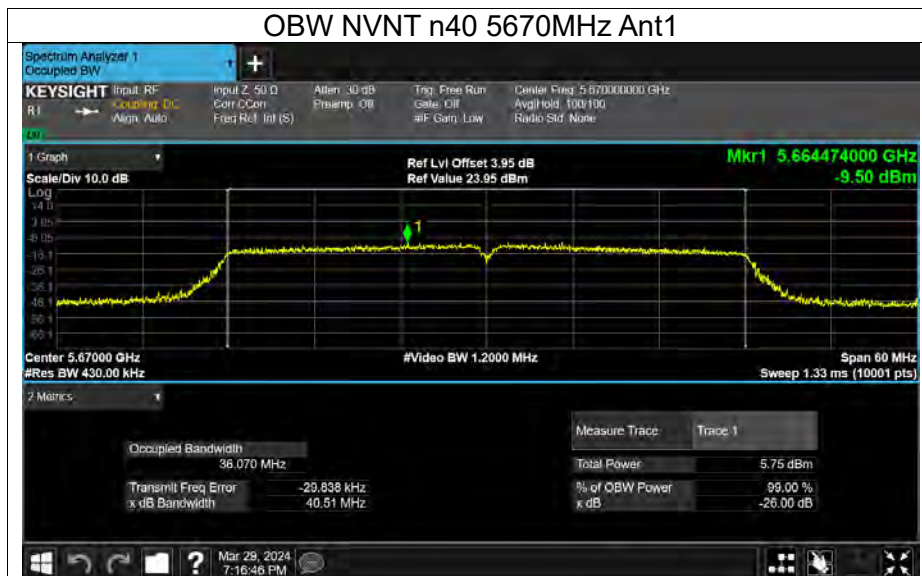 OBW NVNT n40 5670MHz Ant1
Spectrum Analyzer 1
Occupied BW
+
KEYSIGHT Input: RF
Coupling: DC
Align: Auto
Input Z: 50 Ω
Corr CCorr
Freq Ref: Int (S)
Atten: 30 dB
Preamp: Off
Trig: Free Run
Gate: Off
#IF Gain: Low
Center Freq: 5.670000000 GHz
Avg|Hold: 100/100
Radio Std: None
1 Graph
Scale/Div 10.0 dB
Ref Lvl Offset 3.95 dB
Ref Value 23.95 dBm
Mkr1 5.664474000 GHz
-9.50 dBm
Log
1
Center 5.67000 GHz
#Res BW 430.00 kHz
#Video BW 1.2000 MHz
Span 60 MHz
Sweep 1.33 ms (10001 pts)
2 Metrics
Measure Trace Trace 1
Occupied Bandwidth
36.070 MHz
Total Power 5.75 dBm
Transmit Freq Error -29.838 kHz
% of OBW Power 99.00 %
x dB Bandwidth 40.51 MHz
x dB -26.00 dB
?
Mar 29, 2024
7:16:46 PM